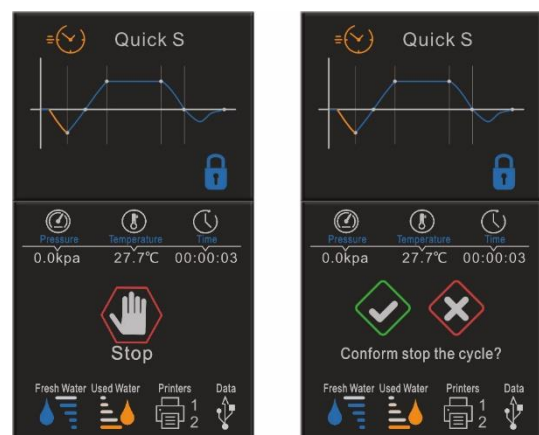 Quick S
Pressure Temperature Time
0.0kpa 27.7℃ 00:00:03
Stop
Fresh Water Used Water Printers Data
1
2
Quick S
Pressure Temperature Time
0.0kpa 27.7℃ 00:00:03
Conform stop the cycle?
Fresh Water Used Water Printers Data
1
2